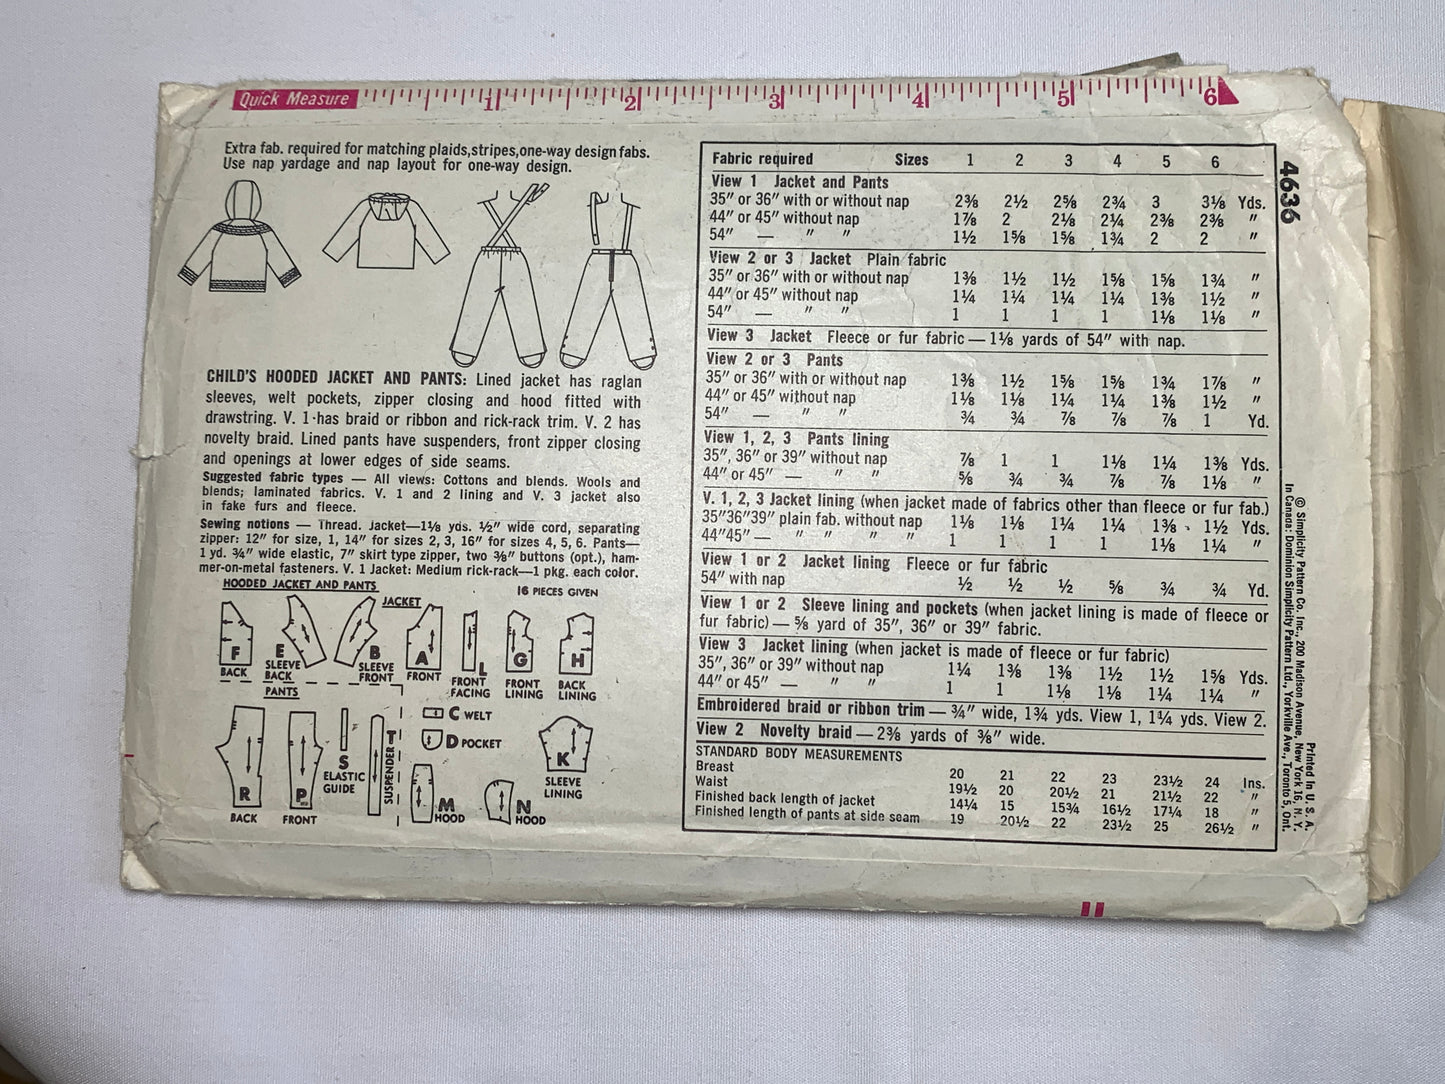 Quick Measure 1 2 3 4 5 6
Extra fab. required for matching plaids,stripes,one-way design fabs.
Use nap yardage and nap layout for one-way design.
CHILD'S HOODED JACKET AND PANTS: Lined jacket has raglan
sleeves, welt pockets, zipper closing and hood fitted with
drawstring. V. 1 has braid or ribbon and rick-rack trim. V. 2 has
novelty braid. Lined pants have suspenders, front zipper closing
and openings at lower edges of side seams.
Suggested fabric types — All views: Cottons and blends. Wools and
blends; laminated fabrics. V. 1 and 2 lining and V. 3 jacket also
in fake furs and fleece.
Sewing notions — Thread. Jacket—1⅛ yds. ½" wide cord, separating
zipper: 12" for size, 1, 14" for sizes 2, 3, 16" for sizes 4, 5, 6. Pants—
1 yd. ¾" wide elastic, 7" skirt type zipper, two ⅜" buttons (opt.), ham-
mer-on-metal fasteners. V. 1 Jacket: Medium rick-rack—1 pkg. each color.
HOODED JACKET AND PANTS
16 PIECES GIVEN
JACKET
F
BACK
E
SLEEVE
BACK
B
SLEEVE
FRONT
A
FRONT
L
FRONT
FACING
G
FRONT
LINING
H
BACK
LINING
PANTS
R
BACK
P
FRONT
S
ELASTIC
GUIDE
T
SUSPENDER
C WELT
D POCKET
M
HOOD
N
HOOD
K
SLEEVE
LINING
Fabric required Sizes 1 2 3 4 5 6
View 1 Jacket and Pants
35" or 36" with or without nap 2⅜ 2½ 2⅝ 2¾ 3 3⅛ Yds.
44" or 45" without nap 1⅞ 2 2⅛ 2¼ 2⅜ 2⅜ "
54" — " " 1½ 1⅝ 1⅝ 1¾ 2 2 "
View 2 or 3 Jacket Plain fabric
35" or 36" with or without nap 1⅜ 1½ 1½ 1⅝ 1⅝ 1¾ "
44" or 45" without nap 1¼ 1¼ 1¼ 1¼ 1⅜ 1½ "
54" — " " 1 1 1 1 1⅛ 1⅛ "
View 3 Jacket Fleece or fur fabric — 1⅛ yards of 54" with nap.
View 2 or 3 Pants
35" or 36" with or without nap 1⅜ 1½ 1⅝ 1⅝ 1¾ 1⅞ "
44" or 45" without nap 1⅛ 1⅛ 1¼ 1¼ 1⅜ 1½ "
54" — " " ¾ ¾ ⅞ ⅞ ⅞ 1 Yd.
View 1, 2, 3 Pants lining
35", 36" or 39" without nap ⅞ 1 1 1⅛ 1¼ 1⅜ Yds.
44" or 45" — " " ⅝ ¾ ¾ ⅞ ⅞ 1⅛ "
V. 1, 2, 3 Jacket lining (when jacket made of fabrics other than fleece or fur fab.)
35"36"39" plain fab. without nap 1⅛ 1⅛ 1¼ 1¼ 1⅜ 1½ Yds.
44"45" — " " " " 1 1 1 1 1⅛ 1¼ "
View 1 or 2 Jacket lining Fleece or fur fabric
54" with nap ½ ½ ½ ⅝ ¾ ¾ Yd.
View 1 or 2 Sleeve lining and pockets (when jacket lining is made of fleece or
fur fabric) — ⅝ yard of 35", 36" or 39" fabric.
View 3 Jacket lining (when jacket is made of fleece or fur fabric)
35", 36" or 39" without nap 1¼ 1⅜ 1⅜ 1½ 1½ 1⅝ Yds.
44" or 45" — " " 1 1 1⅛ 1⅛ 1¼ 1¼ "
Embroidered braid or ribbon trim — ¾" wide, 1¾ yds. View 1, 1¼ yds. View 2.
View 2 Novelty braid — 2⅜ yards of ⅜" wide.
STANDARD BODY MEASUREMENTS
Breast 20 21 22 23 23½ 24 Ins.
Waist 19½ 20 20½ 21 21½ 22 "
Finished back length of jacket 14¼ 15 15¾ 16½ 17¼ 18 "
Finished length of pants at side seam 19 20½ 22 23½ 25 26½ "
4636
© Simplicity Pattern Co. Inc., 200 Madison Avenue, New York 16, N. Y.
In Canada: Dominion Simplicity Pattern Ltd., Yorkville Ave., Toronto 5, Ont.
Printed in U. S. A.